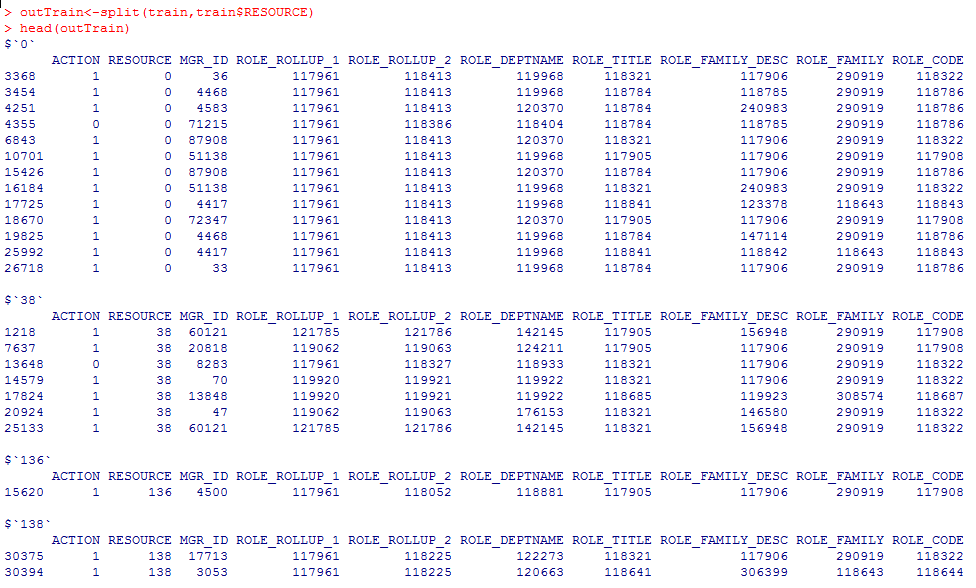 > outTrain<-split(train,train$RESOURCE)
> head(outTrain)
$`0`
ACTION RESOURCE MGR_ID ROLE_ROLLUP_1 ROLE_ROLLUP_2 ROLE_DEPTNAME ROLE_TITLE ROLE_FAMILY_DESC ROLE_FAMILY ROLE_CODE
3368 1 0 36 117961 118413 119968 118321 117906 290919 118322
3454 1 0 4468 117961 118413 119968 118784 118785 290919 118786
4251 1 0 4583 117961 118413 120370 118784 240983 290919 118786
4355 0 0 71215 117961 118386 118404 118784 118785 290919 118786
6843 1 0 87908 117961 118413 120370 118321 117906 290919 118322
10701 1 0 51138 117961 118413 119968 117905 117906 290919 117908
15426 1 0 87908 117961 118413 120370 118784 117906 290919 118786
16184 1 0 51138 117961 118413 119968 118321 240983 290919 118322
17725 1 0 4417 117961 118413 119968 118841 123378 118643 118843
18670 1 0 72347 117961 118413 120370 117905 117906 290919 117908
19825 1 0 4468 117961 118413 119968 118784 147114 290919 118786
25992 1 0 4417 117961 118413 119968 118841 118842 118643 118843
26718 1 0 33 117961 118413 119968 118784 117906 290919 118786
$`38`
ACTION RESOURCE MGR_ID ROLE_ROLLUP_1 ROLE_ROLLUP_2 ROLE_DEPTNAME ROLE_TITLE ROLE_FAMILY_DESC ROLE_FAMILY ROLE_CODE
1218 1 38 60121 121785 121786 142145 117905 156948 290919 117908
7637 1 38 20818 119062 119063 124211 117905 117906 290919 117908
13648 0 38 8283 117961 118327 118933 118321 117906 290919 118322
14579 1 38 70 119920 119921 119922 118321 117906 290919 118322
17824 1 38 13848 119920 119921 119922 118685 119923 308574 118687
20924 1 38 47 119062 119063 176153 118321 146580 290919 118322
25133 1 38 60121 121785 121786 142145 118321 156948 290919 118322
$`136`
ACTION RESOURCE MGR_ID ROLE_ROLLUP_1 ROLE_ROLLUP_2 ROLE_DEPTNAME ROLE_TITLE ROLE_FAMILY_DESC ROLE_FAMILY ROLE_CODE
15620 1 136 4500 117961 118052 118881 117905 117906 290919 117908
$`138`
ACTION RESOURCE MGR_ID ROLE_ROLLUP_1 ROLE_ROLLUP_2 ROLE_DEPTNAME ROLE_TITLE ROLE_FAMILY_DESC ROLE_FAMILY ROLE_CODE
30375 1 138 17713 117961 118225 122273 118321 117906 290919 118322
30394 1 138 3053 117961 118225 120663 118641 306399 118643 118644